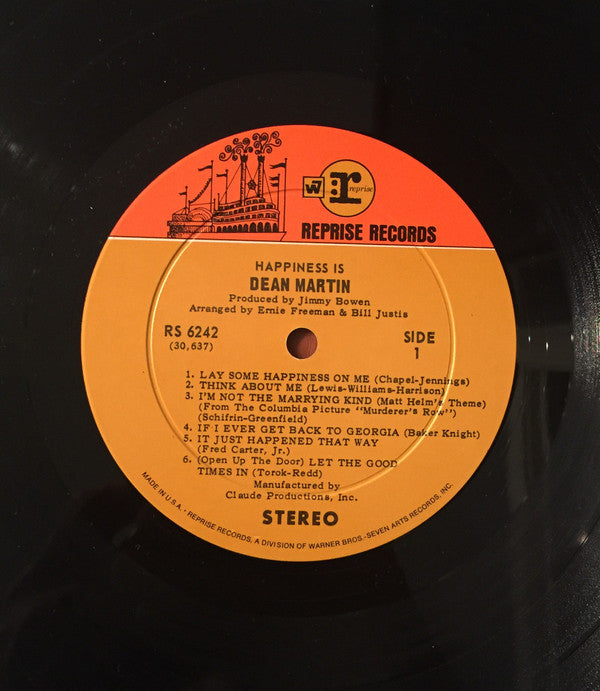 W7 r reprise
REPRISE RECORDS
HAPPINESS IS
DEAN MARTIN
Produced by Jimmy Bowen
Arranged by Ernie Freeman & Bill Justis
RS 6242 SIDE
(30,637) 1
1. LAY SOME HAPPINESS ON ME (Chapel-Jennings)
2. THINK ABOUT ME (Lewis-Williams-Harrison)
3. I'M NOT THE MARRYING KIND (Matt Helm's Theme)
(From The Columbia Picture "Murderer's Row")
(Schifrin-Greenfield)
4. IF I EVER GET BACK TO GEORGIA (Baker Knight)
5. IT JUST HAPPENED THAT WAY
(Fred Carter, Jr.)
6. (Open Up The Door) LET THE GOOD
TIMES IN (Torok-Redd)
Manufactured by
Claude Productions, Inc.
STEREO
MADE IN U.S.A. - REPRISE RECORDS, A DIVISION OF WARNER BROS.-SEVEN ARTS RECORDS, INC.